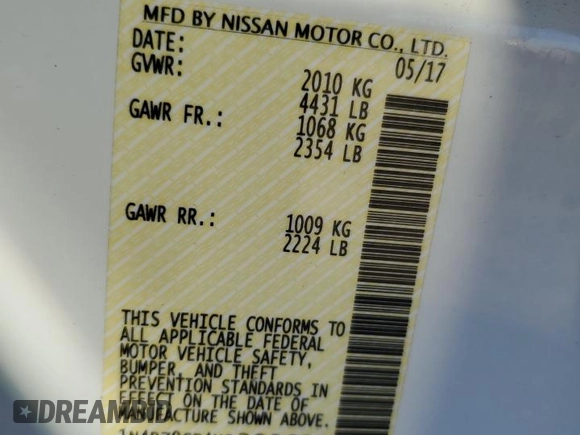 MFD BY NISSAN MOTOR CO., LTD.
DATE: 05/17
GVWR: 2010 KG
4431 LB
GAWR FR.: 1068 KG
2354 LB
GAWR RR.: 1009 KG
2224 LB
THIS VEHICLE CONFORMS TO
ALL APPLICABLE FEDERAL
MOTOR VEHICLE SAFETY,
BUMPER, AND THEFT
PREVENTION STANDARDS IN
EFFECT ON THE DATE OF
MANUFACTURE SHOWN ABOVE.
DREAMBID